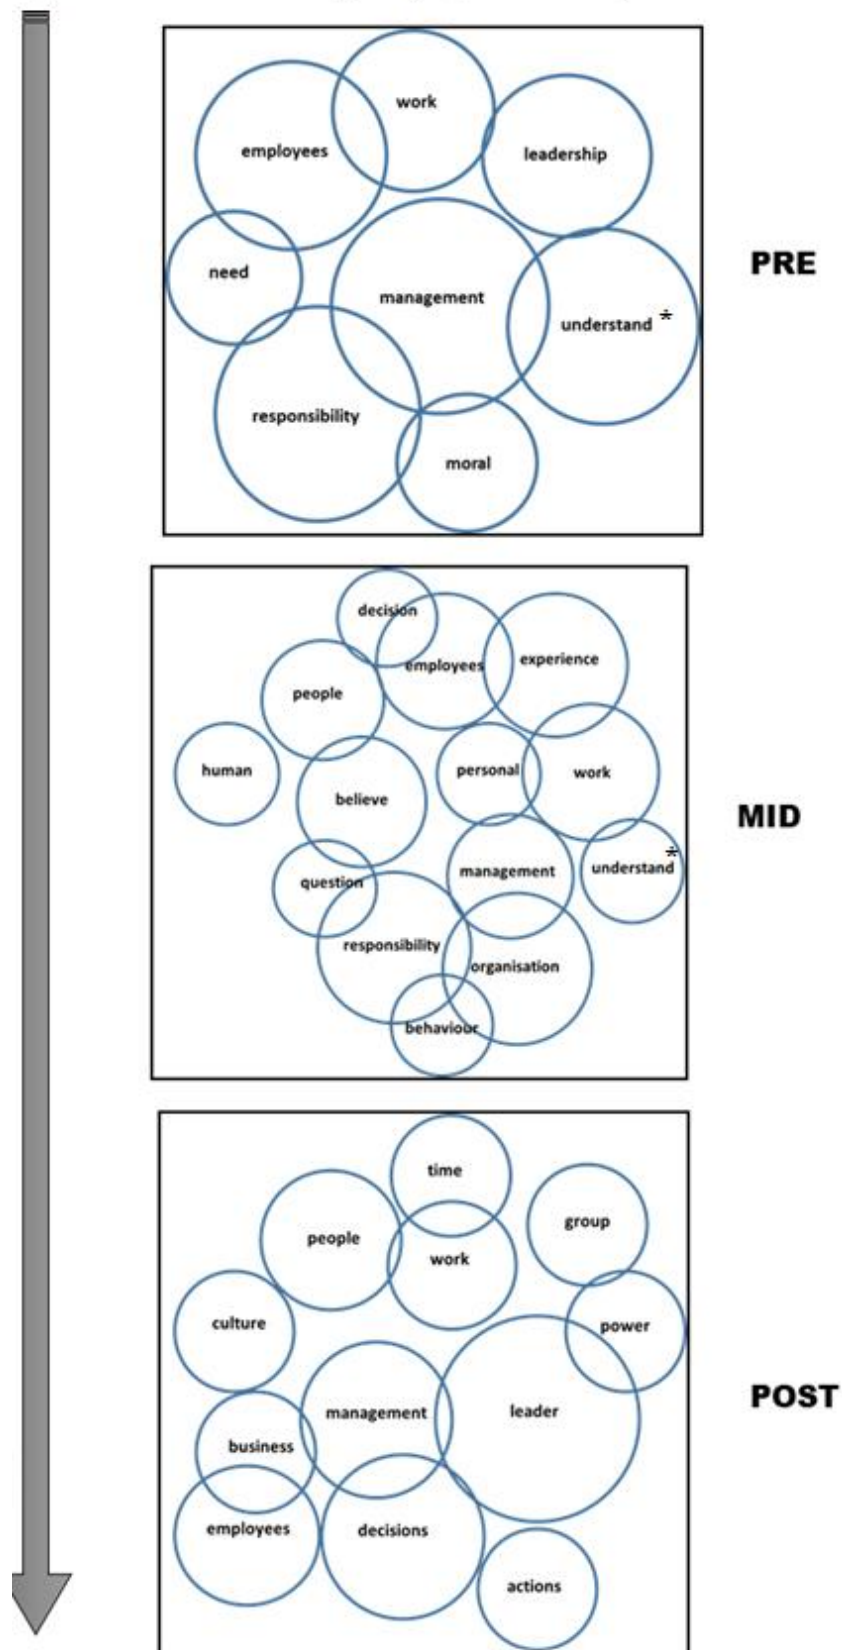 work
employees
leadership
need
management
understand *
responsibility
moral
PRE
decision
employees
experience
people
human
personal
work
believe
question
management
understand *
responsibility
organisation
behaviour
MID
time
group
people
work
culture
power
management
leader
business
employees
decisions
actions
POST